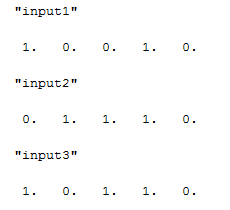 "input1"
1. 0. 0. 1. 0.
"input2"
0. 1. 1. 1. 0.
"input3"
1. 0. 1. 1. 0.